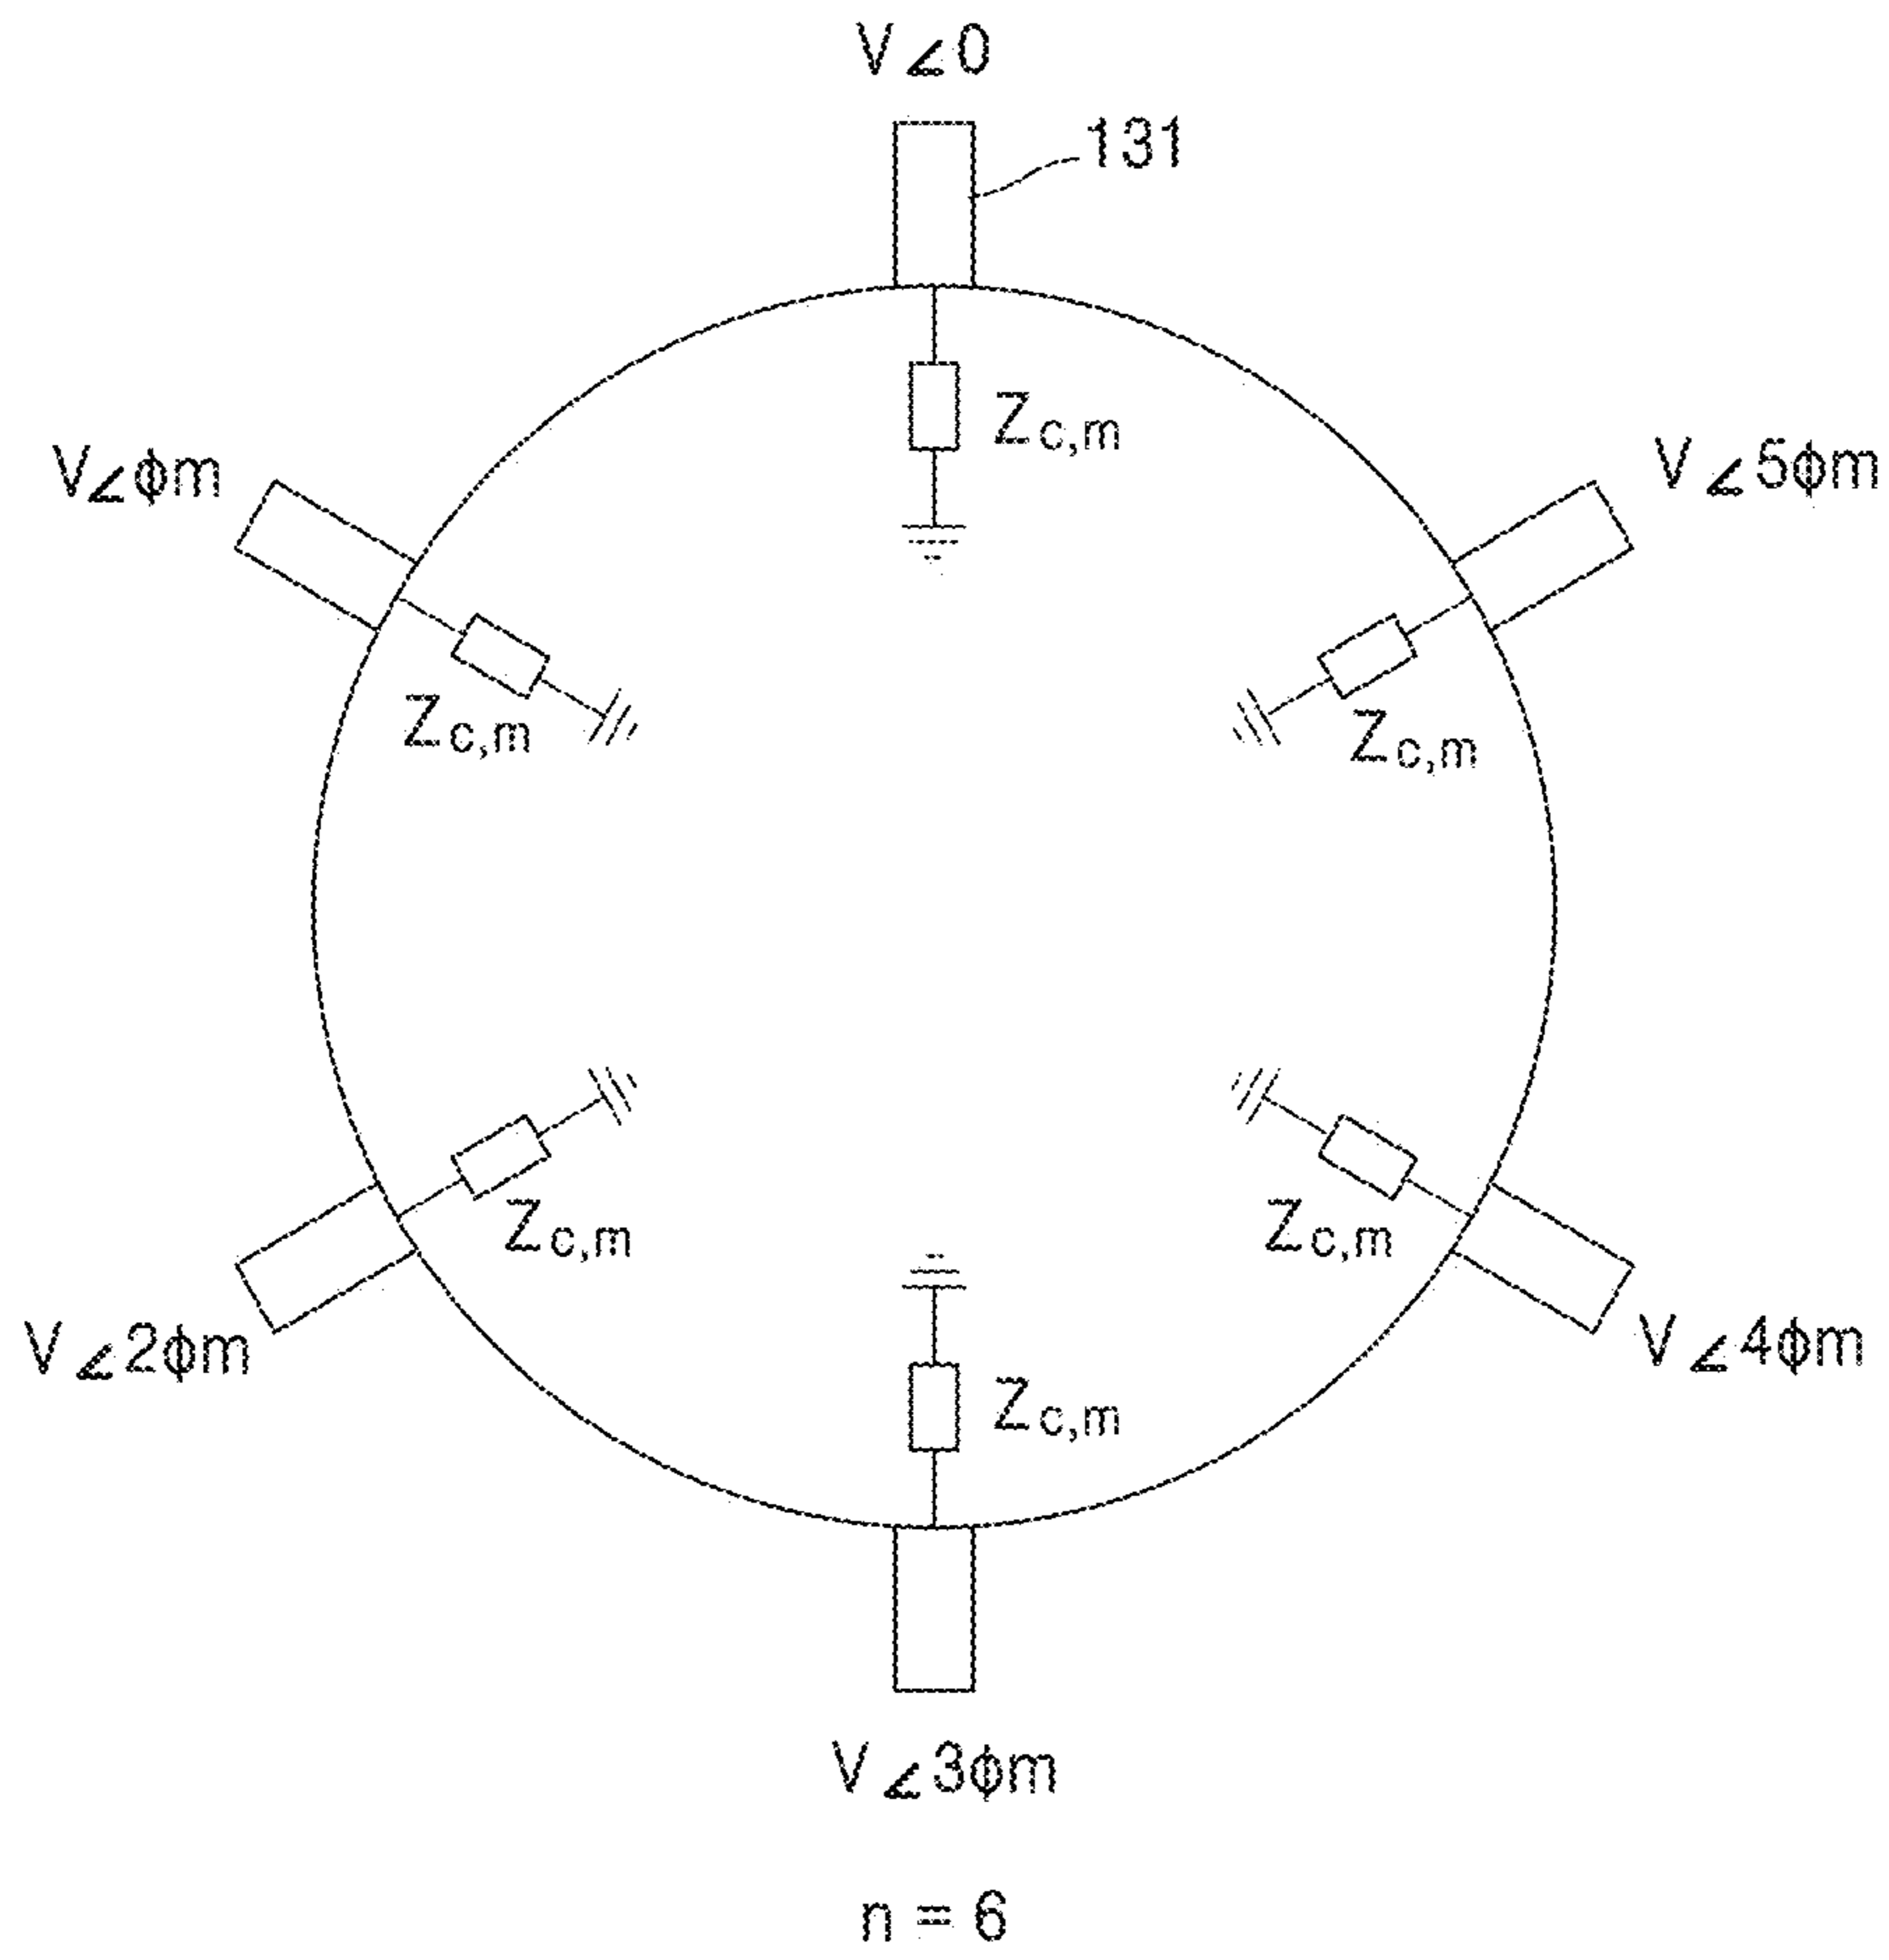 V∠0
131
Zc,m
V∠ϕm
V∠5ϕm
Zc,m
Zc,m
Zc,m
Zc,m
V∠2ϕm
V∠4ϕm
Zc,m
V∠3ϕm
n = 6